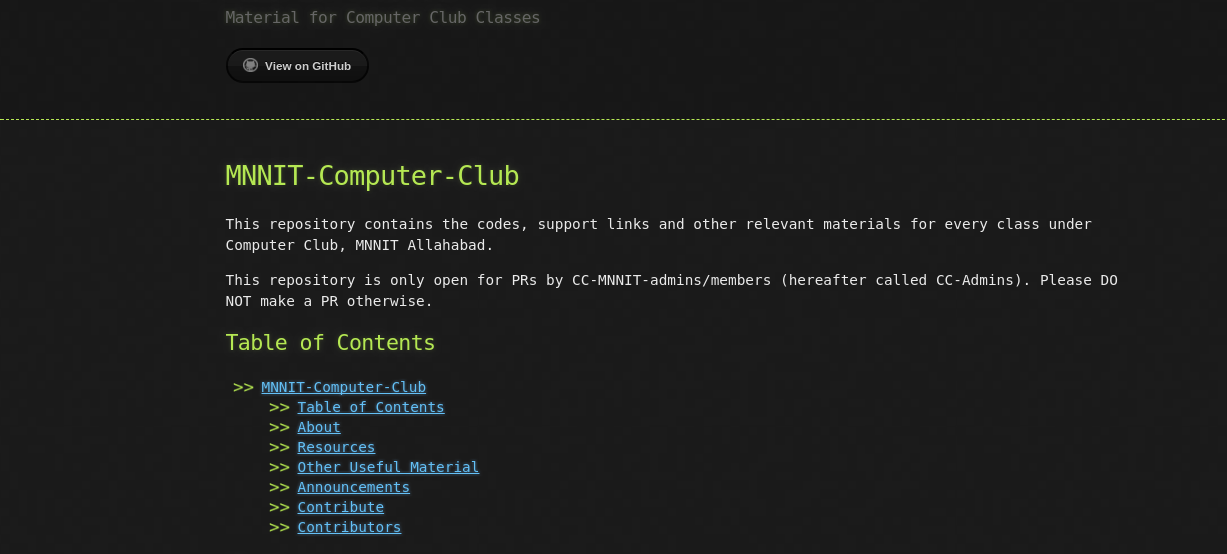 Material for Computer Club Classes
View on GitHub
MNNIT-Computer-Club
This repository contains the codes, support links and other relevant materials for every class under
Computer Club, MNNIT Allahabad.
This repository is only open for PRs by CC-MNNIT-admins/members (hereafter called CC-Admins). Please DO
NOT make a PR otherwise.
Table of Contents
>> MNNIT-Computer-Club
>> Table of Contents
>> About
>> Resources
>> Other Useful Material
>> Announcements
>> Contribute
>> Contributors